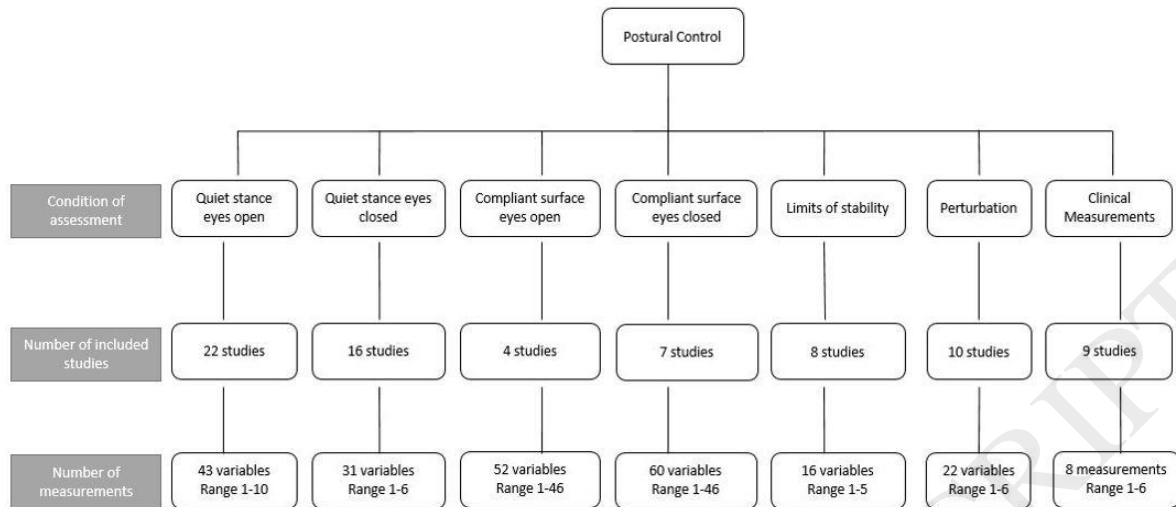 Postural Control
Condition of
assessment
Quiet stance
eyes open
Quiet stance eyes
closed
Compliant surface
eyes open
Compliant surface
eyes closed
Limits of stability
Perturbation
Clinical
Measurements
Number of included
studies
22 studies
16 studies
4 studies
7 studies
8 studies
10 studies
9 studies
Number of
measurements
43 variables
Range 1-10
31 variables
Range 1-6
52 variables
Range 1-46
60 variables
Range 1-46
16 variables
Range 1-5
22 variables
Range 1-6
8 measurements
Range 1-6